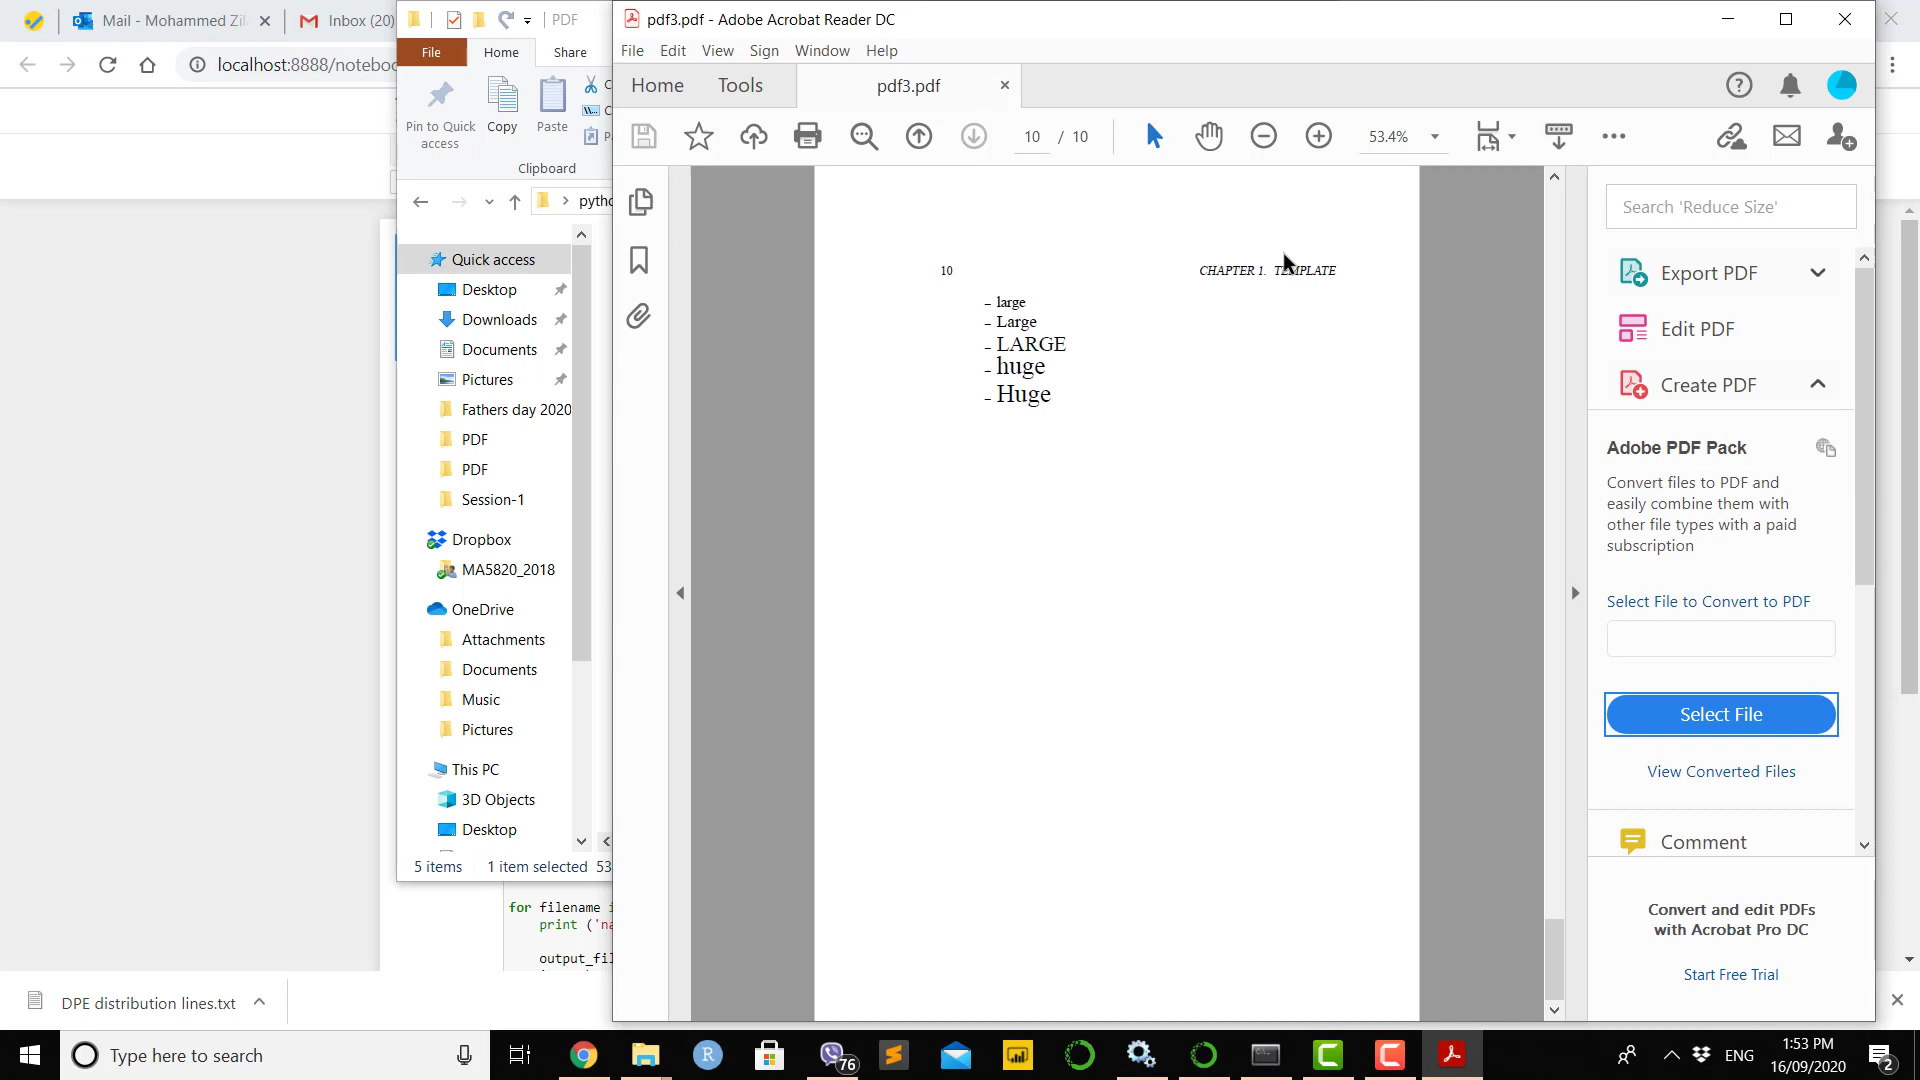 Mail - Mohammed Zil
Inbox (20)
localhost:8888/noteboo
PDF
File
Home
Share
Pin to Quick access
Copy
Paste
Clipboard
pytho
Quick access
Desktop
Downloads
Documents
Pictures
Fathers day 2020
PDF
PDF
Session-1
Dropbox
MA5820_2018
OneDrive
Attachments
Documents
Music
Pictures
This PC
3D Objects
Desktop
5 items
1 item selected
53
for filename i
print ('na
output_fil
pdf3.pdf - Adobe Acrobat Reader DC
File Edit View Sign Window Help
Home
Tools
pdf3.pdf
10 / 10
53.4%
10
CHAPTER 1. TEMPLATE
– large
– Large
– LARGE
– huge
– Huge
Search 'Reduce Size'
Export PDF
Edit PDF
Create PDF
Adobe PDF Pack
Convert files to PDF and
easily combine them with
other file types with a paid
subscription
Select File to Convert to PDF
Select File
View Converted Files
Comment
Convert and edit PDFs
with Acrobat Pro DC
Start Free Trial
DPE distribution lines.txt
Type here to search
76
ENG
1:53 PM
16/09/2020
2